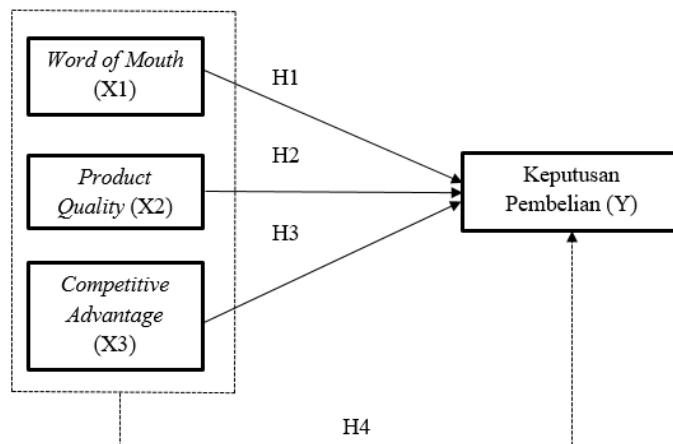 Word of Mouth
(X1)
H1
H2
Product
Quality (X2)
Keputusan
Pembelian (Y)
H3
Competitive
Advantage
(X3)
H4